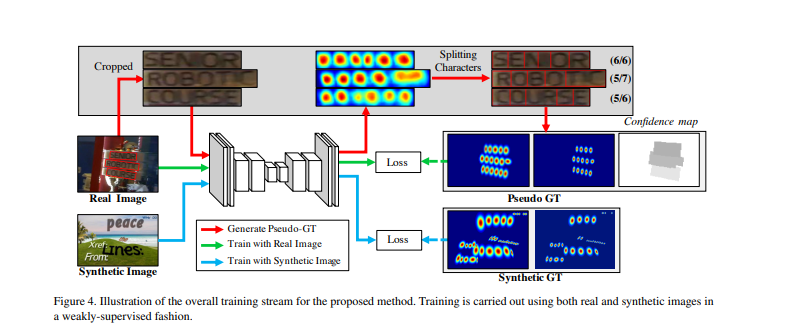 Cropped
SENIOR
ROBOTIC
COURSE
Splitting
Characters
SENIOR
ROBOTIC
COURSE
(6/6)
(5/7)
(5/6)
Confidence map
SENIOR
ROBOTIC
COURSE
Real Image
Loss
Pseudo GT
peace
Xref:
Lines:
From:
Synthetic Image
Generate Pseudo-GT
Train with Real Image
Train with Synthetic Image
Loss
Synthetic GT
Figure 4. Illustration of the overall training stream for the proposed method. Training is carried out using both real and synthetic images in
a weakly-supervised fashion.